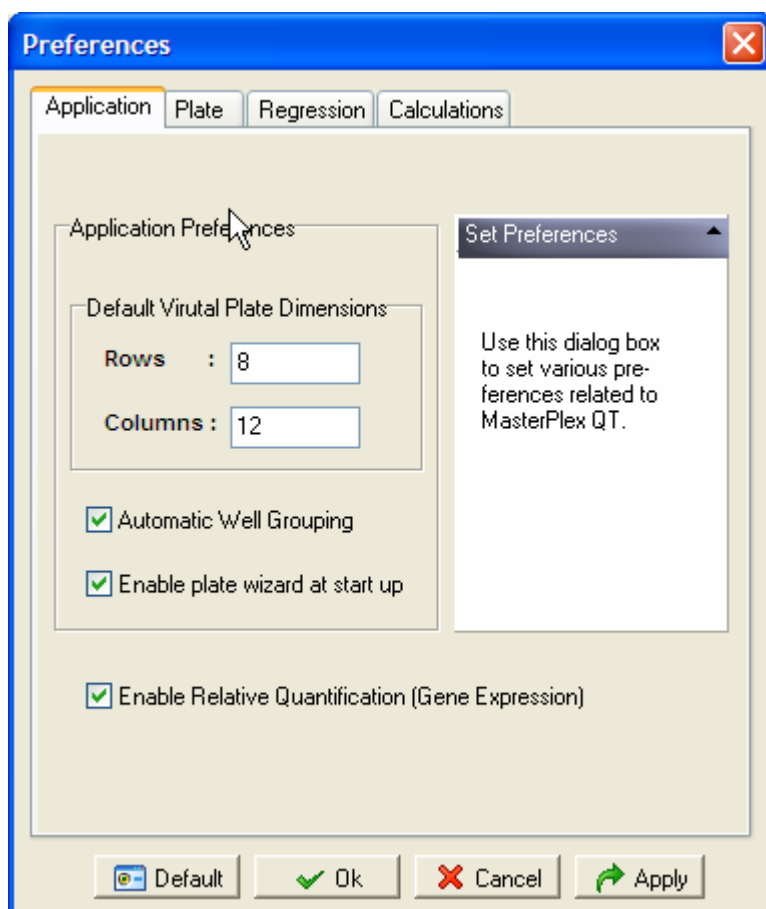 Preferences
Application Plate Regression Calculations
Application Preferences
Default Virutal Plate Dimensions
Rows : 8
Columns : 12
Automatic Well Grouping
Enable plate wizard at start up
Enable Relative Quantification (Gene Expression)
Set Preferences
Use this dialog box
to set various pre-
ferences related to
MasterPlex QT.
Default Ok Cancel Apply